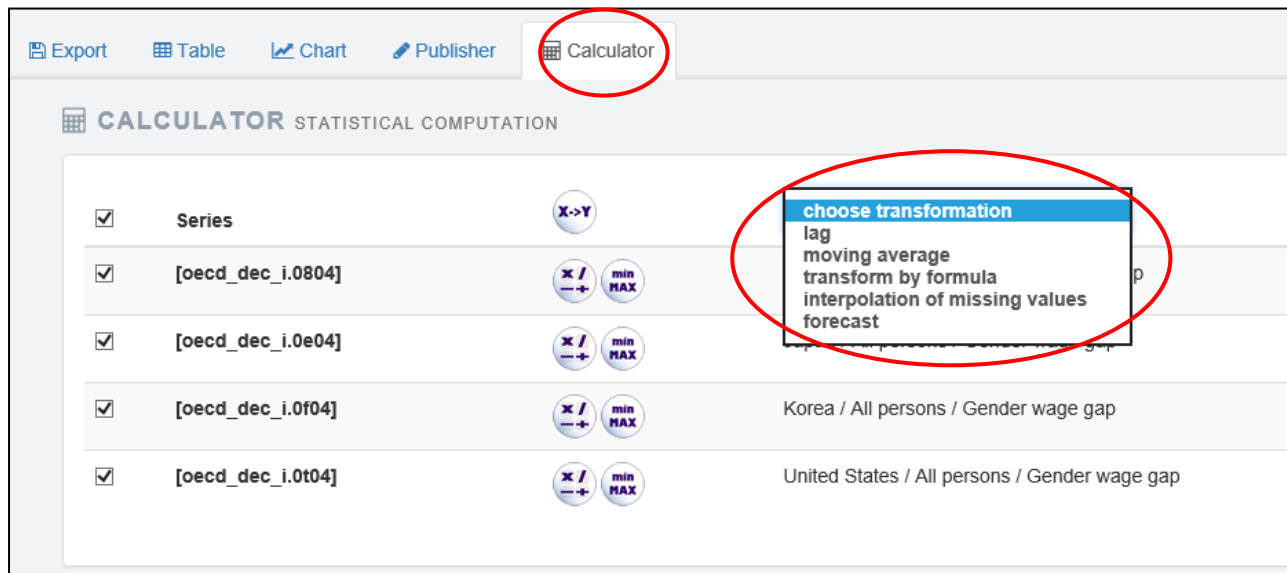 Export Table Chart Publisher Calculator
CALCULATOR STATISTICAL COMPUTATION
Series X->Y choose transformation
lag
moving average
[oecd_dec_i.0804] x / -+ min MAX transform by formula p
interpolation of missing values
forecast
[oecd_dec_i.0e04] x / -+ min MAX
[oecd_dec_i.0f04] x / -+ min MAX Korea / All persons / Gender wage gap
[oecd_dec_i.0t04] x / -+ min MAX United States / All persons / Gender wage gap